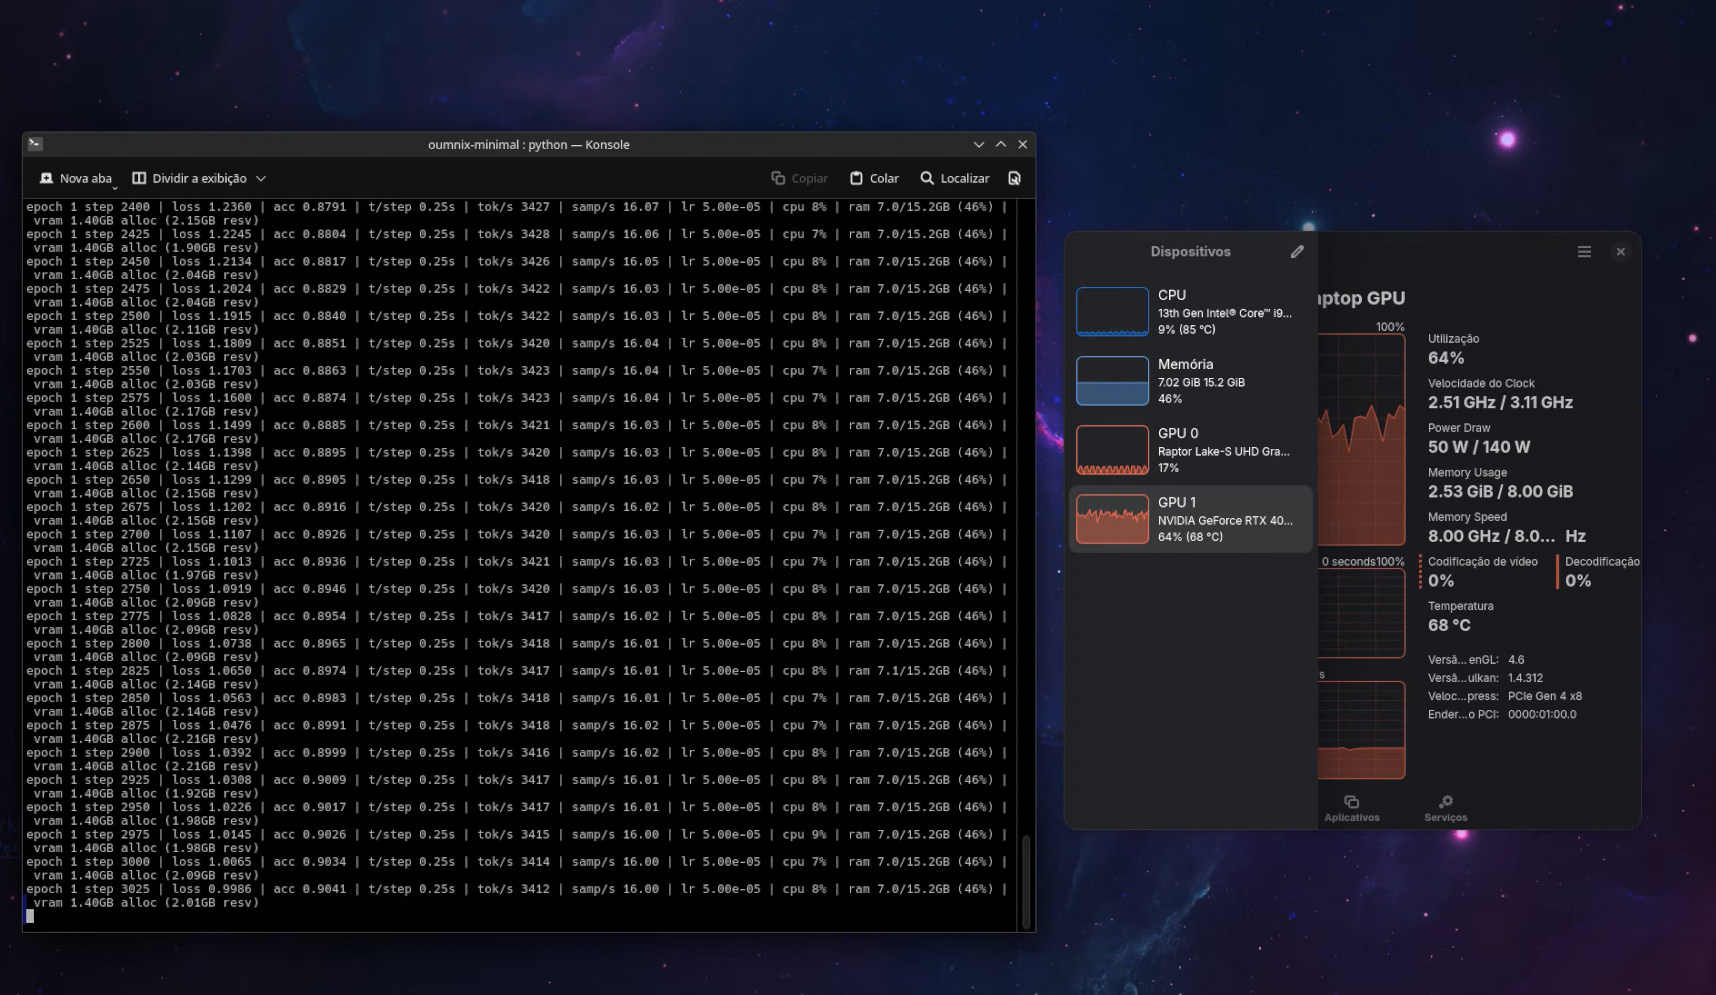 oumnix-minimal : python — Konsole
Nova aba
Dividir a exibição
Copiar
Colar
Localizar
epoch 1 step 2400 | loss 1.2360 | acc 0.8791 | t/step 0.25s | tok/s 3427 | samp/s 16.07 | lr 5.00e-05 | cpu 8% | ram 7.0/15.2GB (46%) |
vram 1.40GB alloc (2.15GB resv)
epoch 1 step 2425 | loss 1.2245 | acc 0.8804 | t/step 0.25s | tok/s 3428 | samp/s 16.06 | lr 5.00e-05 | cpu 7% | ram 7.0/15.2GB (46%) |
vram 1.40GB alloc (1.90GB resv)
epoch 1 step 2450 | loss 1.2134 | acc 0.8817 | t/step 0.25s | tok/s 3426 | samp/s 16.05 | lr 5.00e-05 | cpu 8% | ram 7.0/15.2GB (46%) |
vram 1.40GB alloc (2.04GB resv)
epoch 1 step 2475 | loss 1.2024 | acc 0.8829 | t/step 0.25s | tok/s 3422 | samp/s 16.03 | lr 5.00e-05 | cpu 8% | ram 7.0/15.2GB (46%) |
vram 1.40GB alloc (2.04GB resv)
epoch 1 step 2500 | loss 1.1915 | acc 0.8840 | t/step 0.25s | tok/s 3422 | samp/s 16.03 | lr 5.00e-05 | cpu 8% | ram 7.0/15.2GB (46%) |
vram 1.40GB alloc (2.11GB resv)
epoch 1 step 2525 | loss 1.1809 | acc 0.8851 | t/step 0.25s | tok/s 3420 | samp/s 16.04 | lr 5.00e-05 | cpu 8% | ram 7.0/15.2GB (46%) |
vram 1.40GB alloc (2.03GB resv)
epoch 1 step 2550 | loss 1.1703 | acc 0.8863 | t/step 0.25s | tok/s 3423 | samp/s 16.04 | lr 5.00e-05 | cpu 7% | ram 7.0/15.2GB (46%) |
vram 1.40GB alloc (2.03GB resv)
epoch 1 step 2575 | loss 1.1600 | acc 0.8874 | t/step 0.25s | tok/s 3423 | samp/s 16.04 | lr 5.00e-05 | cpu 7% | ram 7.0/15.2GB (46%) |
vram 1.40GB alloc (2.17GB resv)
epoch 1 step 2600 | loss 1.1499 | acc 0.8885 | t/step 0.25s | tok/s 3421 | samp/s 16.03 | lr 5.00e-05 | cpu 8% | ram 7.0/15.2GB (46%) |
vram 1.40GB alloc (2.17GB resv)
epoch 1 step 2625 | loss 1.1398 | acc 0.8895 | t/step 0.25s | tok/s 3420 | samp/s 16.03 | lr 5.00e-05 | cpu 8% | ram 7.0/15.2GB (46%) |
vram 1.40GB alloc (2.14GB resv)
epoch 1 step 2650 | loss 1.1299 | acc 0.8905 | t/step 0.25s | tok/s 3418 | samp/s 16.03 | lr 5.00e-05 | cpu 7% | ram 7.0/15.2GB (46%) |
vram 1.40GB alloc (2.15GB resv)
epoch 1 step 2675 | loss 1.1202 | acc 0.8916 | t/step 0.25s | tok/s 3420 | samp/s 16.02 | lr 5.00e-05 | cpu 8% | ram 7.0/15.2GB (46%) |
vram 1.40GB alloc (2.15GB resv)
epoch 1 step 2700 | loss 1.1107 | acc 0.8926 | t/step 0.25s | tok/s 3420 | samp/s 16.03 | lr 5.00e-05 | cpu 7% | ram 7.0/15.2GB (46%) |
vram 1.40GB alloc (2.15GB resv)
epoch 1 step 2725 | loss 1.1013 | acc 0.8936 | t/step 0.25s | tok/s 3421 | samp/s 16.03 | lr 5.00e-05 | cpu 7% | ram 7.0/15.2GB (46%) |
vram 1.40GB alloc (1.97GB resv)
epoch 1 step 2750 | loss 1.0919 | acc 0.8946 | t/step 0.25s | tok/s 3420 | samp/s 16.03 | lr 5.00e-05 | cpu 8% | ram 7.0/15.2GB (46%) |
vram 1.40GB alloc (2.09GB resv)
epoch 1 step 2775 | loss 1.0828 | acc 0.8954 | t/step 0.25s | tok/s 3417 | samp/s 16.02 | lr 5.00e-05 | cpu 8% | ram 7.0/15.2GB (46%) |
vram 1.40GB alloc (2.09GB resv)
epoch 1 step 2800 | loss 1.0738 | acc 0.8965 | t/step 0.25s | tok/s 3418 | samp/s 16.01 | lr 5.00e-05 | cpu 8% | ram 7.0/15.2GB (46%) |
vram 1.40GB alloc (2.09GB resv)
epoch 1 step 2825 | loss 1.0650 | acc 0.8974 | t/step 0.25s | tok/s 3417 | samp/s 16.01 | lr 5.00e-05 | cpu 8% | ram 7.1/15.2GB (46%) |
vram 1.40GB alloc (2.14GB resv)
epoch 1 step 2850 | loss 1.0563 | acc 0.8983 | t/step 0.25s | tok/s 3418 | samp/s 16.01 | lr 5.00e-05 | cpu 7% | ram 7.0/15.2GB (46%) |
vram 1.40GB alloc (2.14GB resv)
epoch 1 step 2875 | loss 1.0476 | acc 0.8991 | t/step 0.25s | tok/s 3418 | samp/s 16.02 | lr 5.00e-05 | cpu 7% | ram 7.0/15.2GB (46%) |
vram 1.40GB alloc (2.21GB resv)
epoch 1 step 2900 | loss 1.0392 | acc 0.8999 | t/step 0.25s | tok/s 3416 | samp/s 16.02 | lr 5.00e-05 | cpu 8% | ram 7.0/15.2GB (46%) |
vram 1.40GB alloc (2.21GB resv)
epoch 1 step 2925 | loss 1.0308 | acc 0.9009 | t/step 0.25s | tok/s 3417 | samp/s 16.01 | lr 5.00e-05 | cpu 8% | ram 7.0/15.2GB (46%) |
vram 1.40GB alloc (1.92GB resv)
epoch 1 step 2950 | loss 1.0226 | acc 0.9017 | t/step 0.25s | tok/s 3417 | samp/s 16.01 | lr 5.00e-05 | cpu 8% | ram 7.0/15.2GB (46%) |
vram 1.40GB alloc (1.98GB resv)
epoch 1 step 2975 | loss 1.0145 | acc 0.9026 | t/step 0.25s | tok/s 3415 | samp/s 16.00 | lr 5.00e-05 | cpu 9% | ram 7.0/15.2GB (46%) |
vram 1.40GB alloc (1.98GB resv)
epoch 1 step 3000 | loss 1.0065 | acc 0.9034 | t/step 0.25s | tok/s 3414 | samp/s 16.00 | lr 5.00e-05 | cpu 7% | ram 7.0/15.2GB (46%) |
vram 1.40GB alloc (2.09GB resv)
epoch 1 step 3025 | loss 0.9986 | acc 0.9041 | t/step 0.25s | tok/s 3412 | samp/s 16.00 | lr 5.00e-05 | cpu 8% | ram 7.0/15.2GB (46%) |
vram 1.40GB alloc (2.01GB resv)
Dispositivos
CPU
13th Gen Intel® Core™ i9...
9% (85 °C)
Memória
7.02 GiB 15.2 GiB
46%
GPU 0
Raptor Lake-S UHD Gra...
17%
GPU 1
NVIDIA GeForce RTX 40...
64% (68 °C)
aptop GPU
100%
0 seconds100%
s
Utilização
64%
Velocidade do Clock
2.51 GHz / 3.11 GHz
Power Draw
50 W / 140 W
Memory Usage
2.53 GiB / 8.00 GiB
Memory Speed
8.00 GHz / 8.0... Hz
Codificação de vídeo
0%
Decodificação
0%
Temperatura
68 °C
Versã...enGL: 4.6
Versã...ulkan: 1.4.312
Veloc...press: PCIe Gen 4 x8
Ender...o PCI: 0000:01:00.0
Aplicativos
Serviços